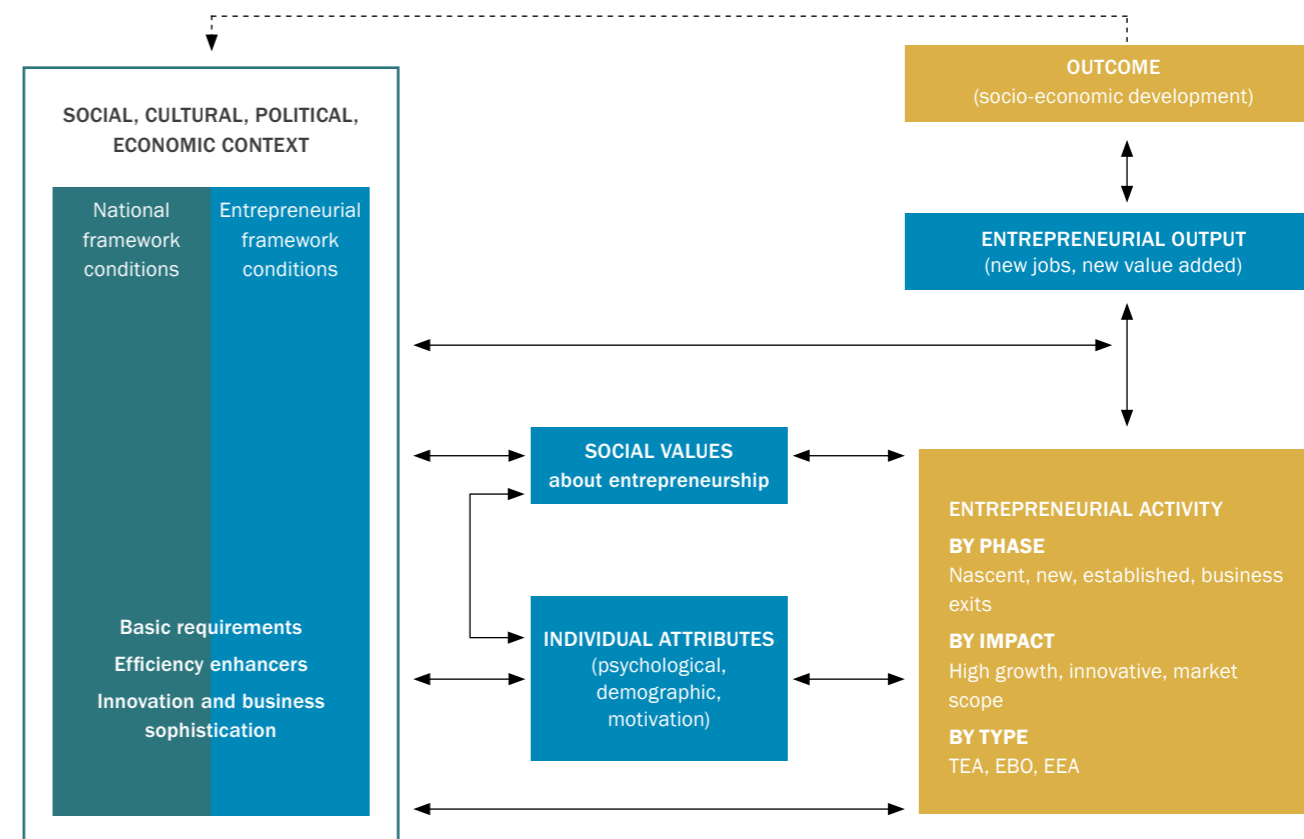 SOCIAL, CULTURAL, POLITICAL,
ECONOMIC CONTEXT
National
framework
conditions
Entrepreneurial
framework
conditions
Basic requirements
Efficiency enhancers
Innovation and business
sophistication
OUTCOME
(socio-economic development)
ENTREPRENEURIAL OUTPUT
(new jobs, new value added)
SOCIAL VALUES
about entrepreneurship
INDIVIDUAL ATTRIBUTES
(psychological,
demographic,
motivation)
ENTREPRENEURIAL ACTIVITY
BY PHASE
Nascent, new, established, business
exits
BY IMPACT
High growth, innovative, market
scope
BY TYPE
TEA, EBO, EEA